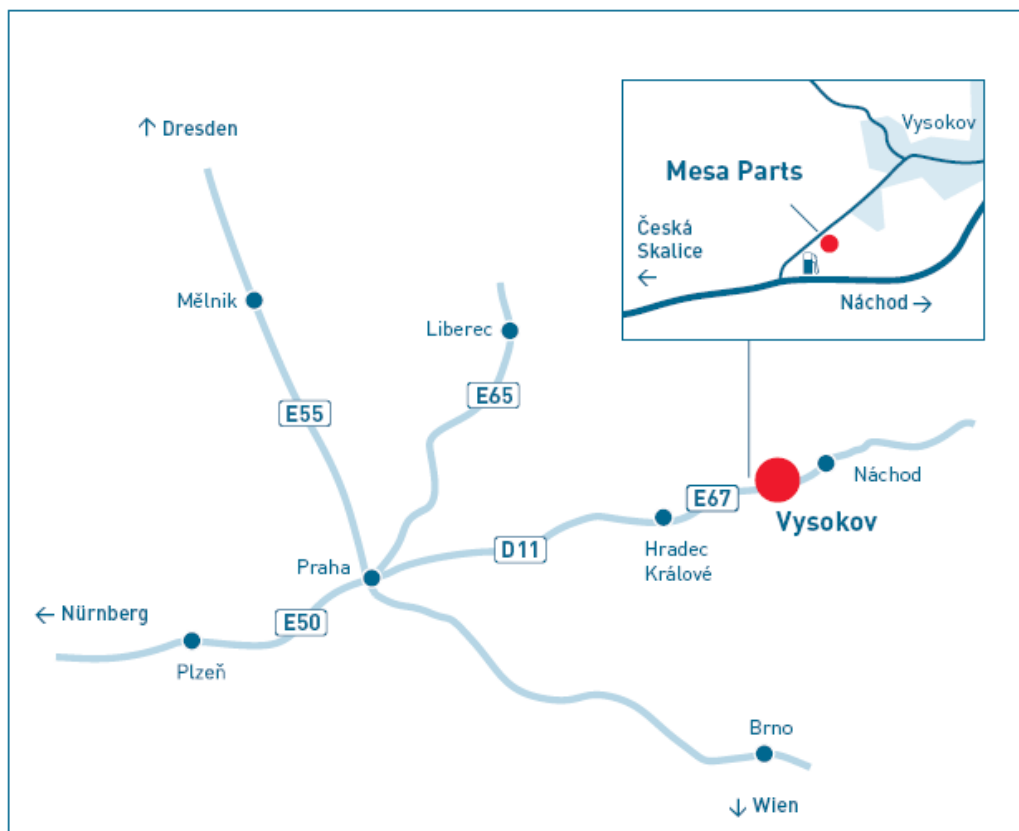 ↑ Dresden
Vysokov
Mesa Parts
Česká
Skalice
←
Náchod →
Mělnik
Liberec
E55
E65
Náchod
E67
Vysokov
Hradec
Králové
D11
Praha
← Nürnberg
E50
Plzeň
Brno
↓ Wien